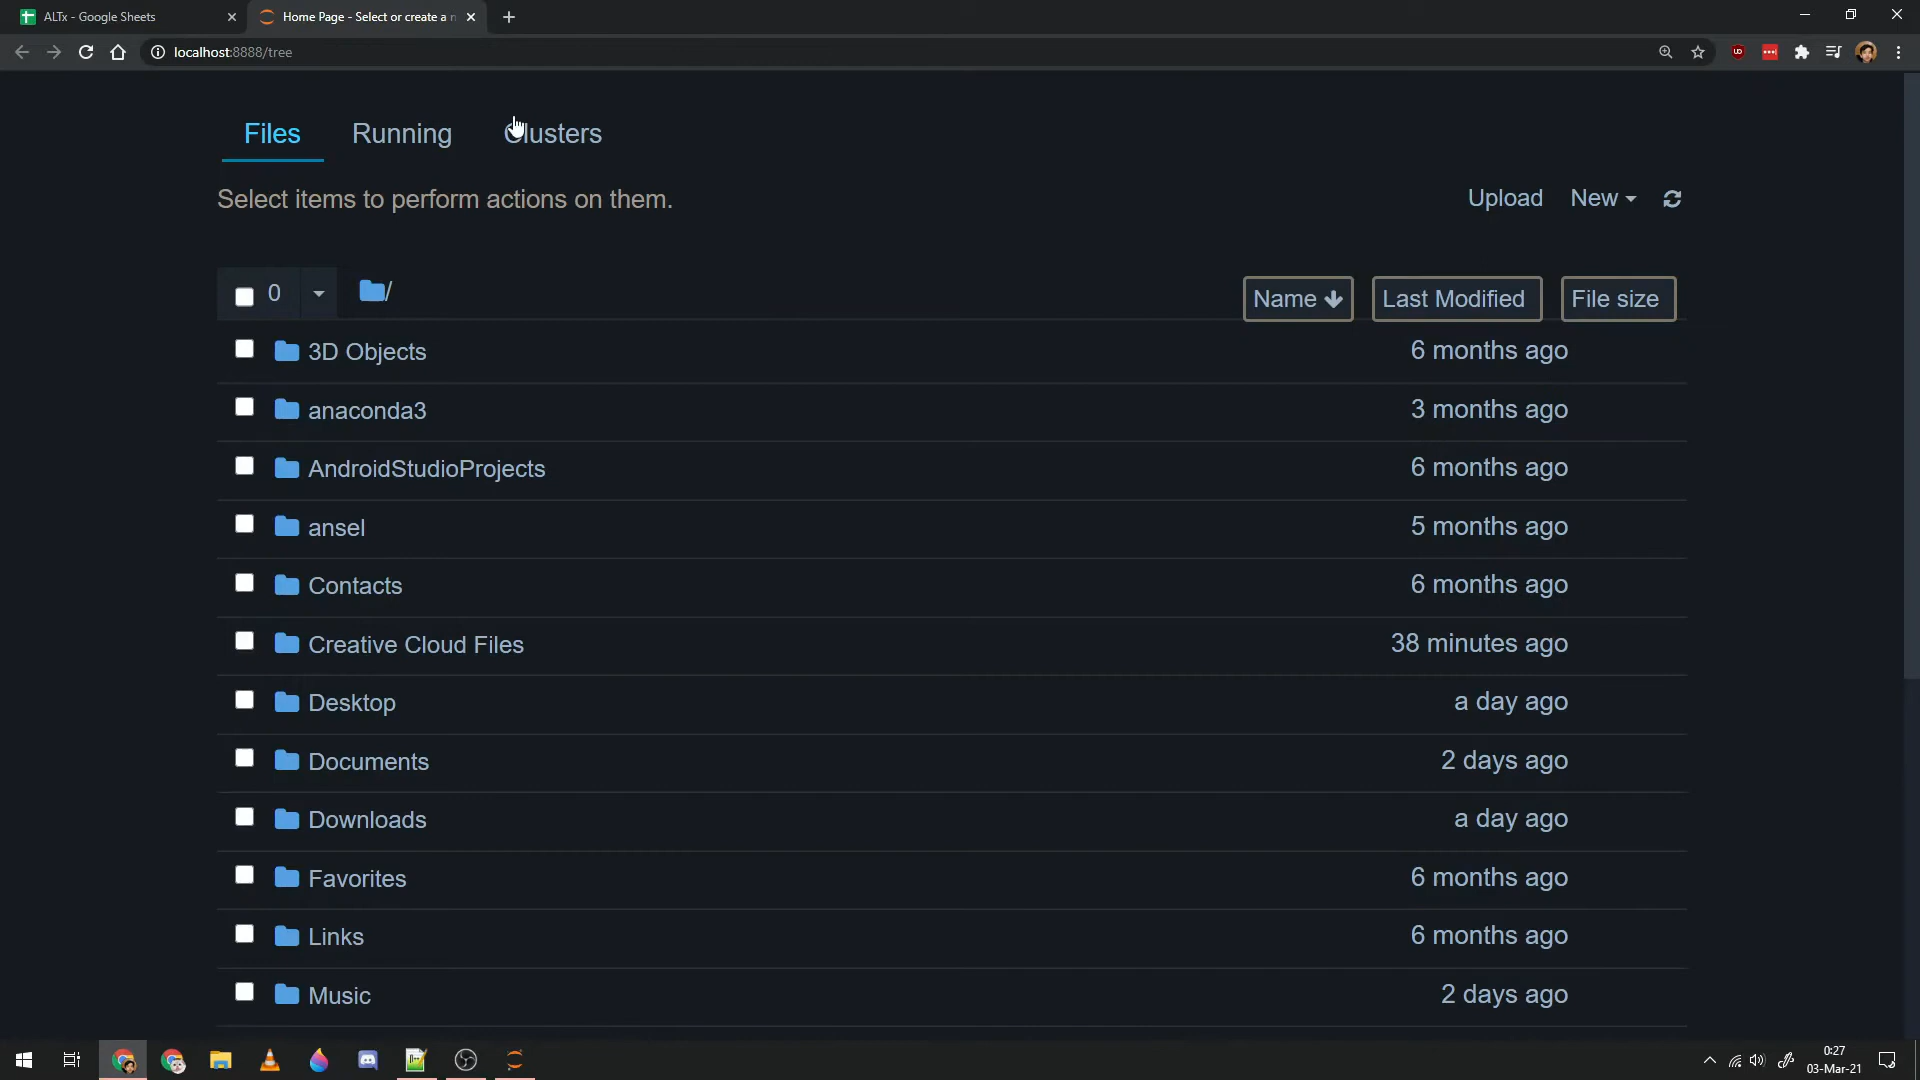 ALTx - Google Sheets
Home Page - Select or create a n
localhost:8888/tree
Files
Running
Clusters
Select items to perform actions on them.
Upload
New
0
/
Name
Last Modified
File size
3D Objects
6 months ago
anaconda3
3 months ago
AndroidStudioProjects
6 months ago
ansel
5 months ago
Contacts
6 months ago
Creative Cloud Files
38 minutes ago
Desktop
a day ago
Documents
2 days ago
Downloads
a day ago
Favorites
6 months ago
Links
6 months ago
Music
2 days ago
0:27
03-Mar-21